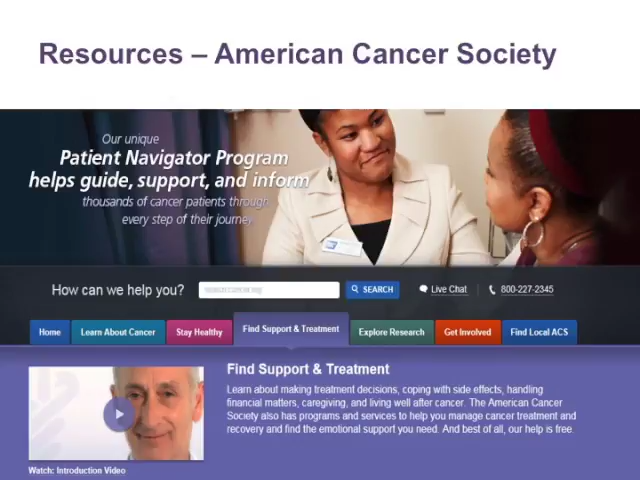 Resources – American Cancer Society
Our unique
Patient Navigator Program
helps guide, support, and inform
thousands of cancer patients through
every step of their journey.
How can we help you?
SEARCH
Live Chat
800-227-2345
Home
Learn About Cancer
Stay Healthy
Find Support & Treatment
Explore Research
Get Involved
Find Local ACS
Find Support & Treatment
Learn about making treatment decisions, coping with side effects, handling
financial matters, caregiving, and living well after cancer. The American Cancer
Society also has programs and services to help you manage cancer treatment and
recovery and find the emotional support you need. And best of all, our help is free.
Watch: Introduction Video